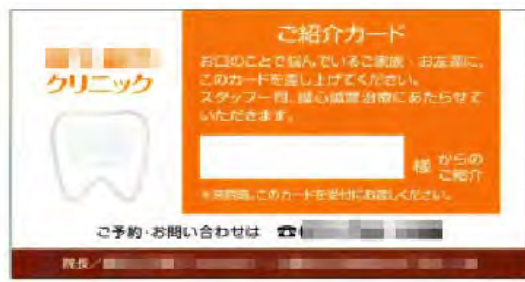 クリニック
ご紹介カード
お口のことで悩んでいるご家族・お友達に、
このカードを差し上げてください。
スタッフ一同、誠心誠意治療にあたらせて
いただきます。
様 からの
ご紹介
※来院時、このカードを受付にお渡しください。
ご予約・お問い合わせは ☎
院長／